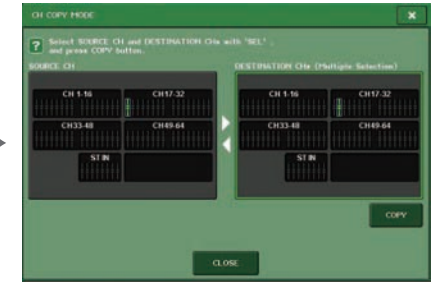 CH COPY MODE
×
? Select SOURCE CH and DESTINATION CHs with "SEL",
and press COPY button.
SOURCE CH
DESTINATION CHs (Multiple Selection)
CH 1-16
CH17-32
CH33-48
CH49-64
ST IN
CH 1-16
CH17-32
CH33-48
CH49-64
ST IN
COPY
CLOSE